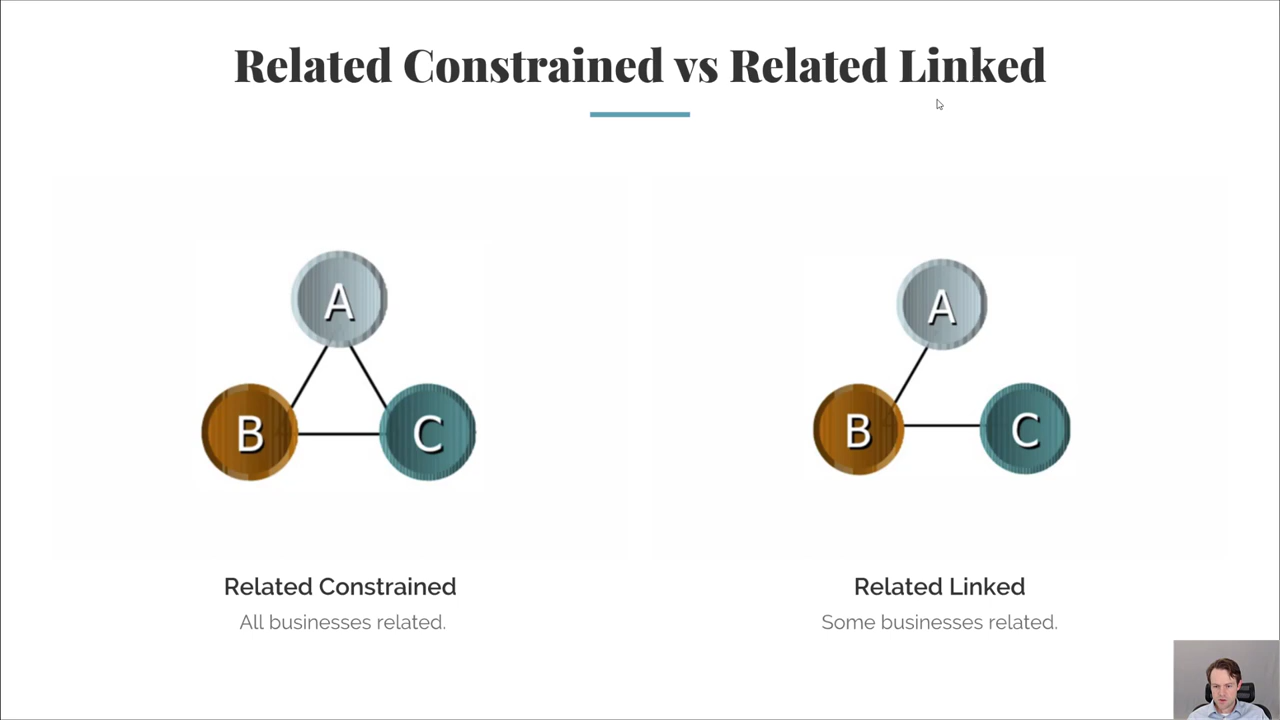 Related Constrained vs Related Linked
A
B
C
A
B
C
Related Constrained
All businesses related.
Related Linked
Some businesses related.